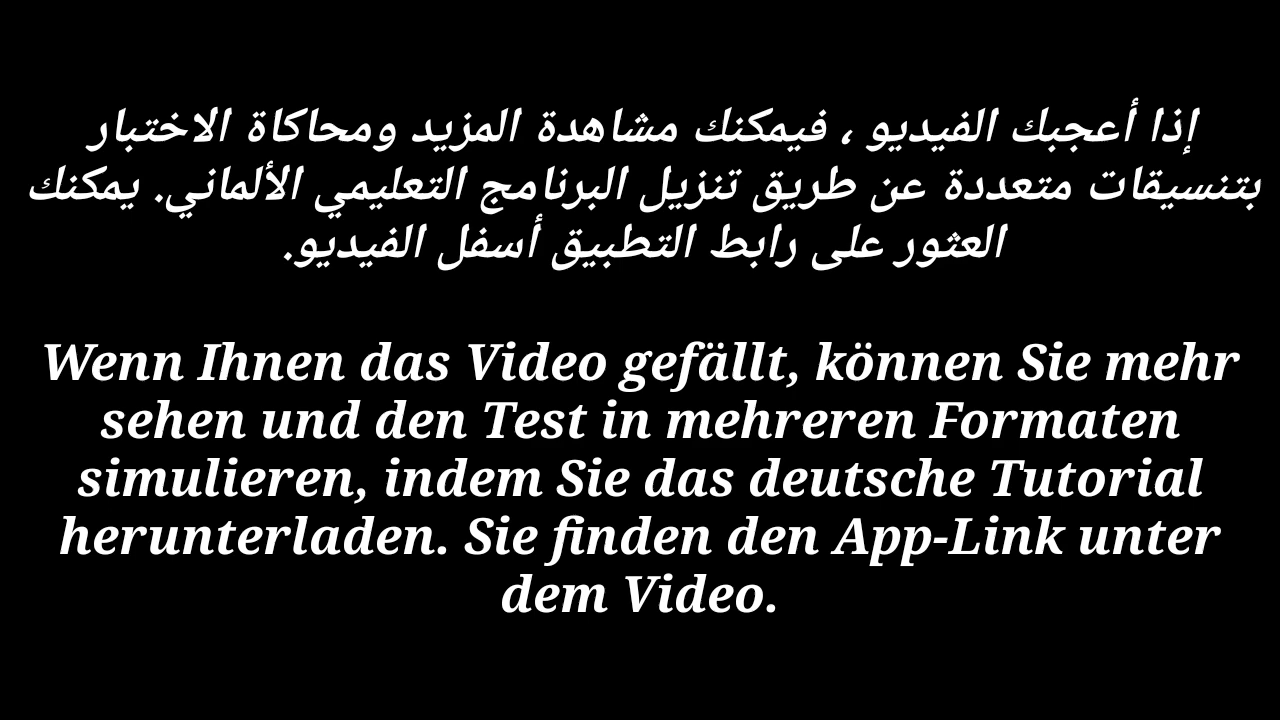 إذا أعجبك الفيديو ، فيمكنك مشاهدة المزيد ومحاكاة الاختبار
بتنسيقات متعددة عن طريق تنزيل البرنامج التعليمي الألماني. يمكنك
العثور على رابط التطبيق أسفل الفيديو.
Wenn Ihnen das Video gefällt, können Sie mehr
sehen und den Test in mehreren Formaten
simulieren, indem Sie das deutsche Tutorial
herunterladen. Sie finden den App-Link unter
dem Video.